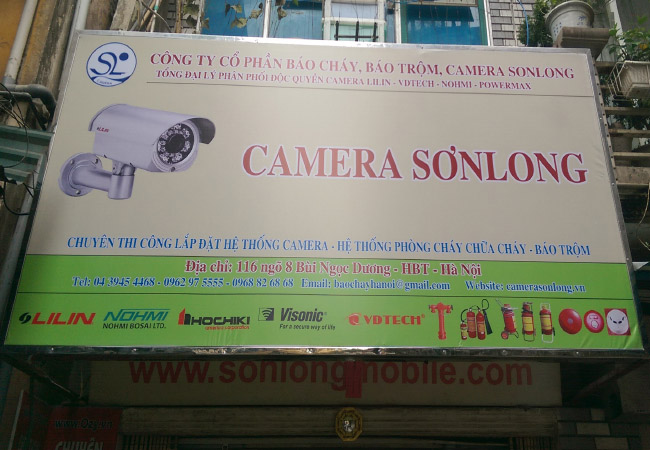 SL
CÔNG TY CỔ PHẦN BÁO CHÁY, BÁO TRỘM, CAMERA SONLONG
TỔNG ĐẠI LÝ PHÂN PHỐI ĐỘC QUYỀN CAMERA LILIN - VDTECH - NOHMI - POWERMAX
LILIN
CAMERA SƠNLONG
CHUYÊN THI CÔNG LẮP ĐẶT HỆ THỐNG CAMERA - HỆ THỐNG PHÒNG CHÁY CHỮA CHÁY - BÁO TRỘM
Địa chỉ: 116 ngõ 8 Bùi Ngọc Dương - HBT - Hà Nội
Tel: 04 3945 4468 - 0962 97 5555 - 0968 82 68 68 Email: baochayhanoi@gmail.com Website: camerasonlong.vn
LILIN NOHMI HOCHIKI Visonic VDTECH
NOHMI BOSAI LTD. For a secure way of life
www.sonlongmobile.com
CHUYÊN